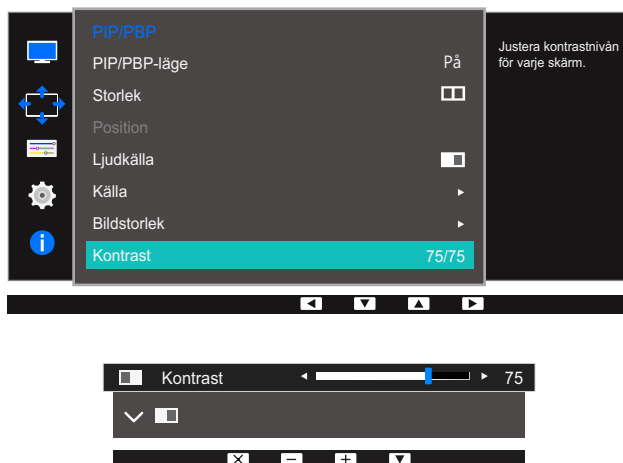 PIP/PBP
PIP/PBP-läge På
Storlek
Position
Ljudkälla
Källa
Bildstorlek
Kontrast 75/75
Justera kontrastnivån
för varje skärm.
Kontrast 75